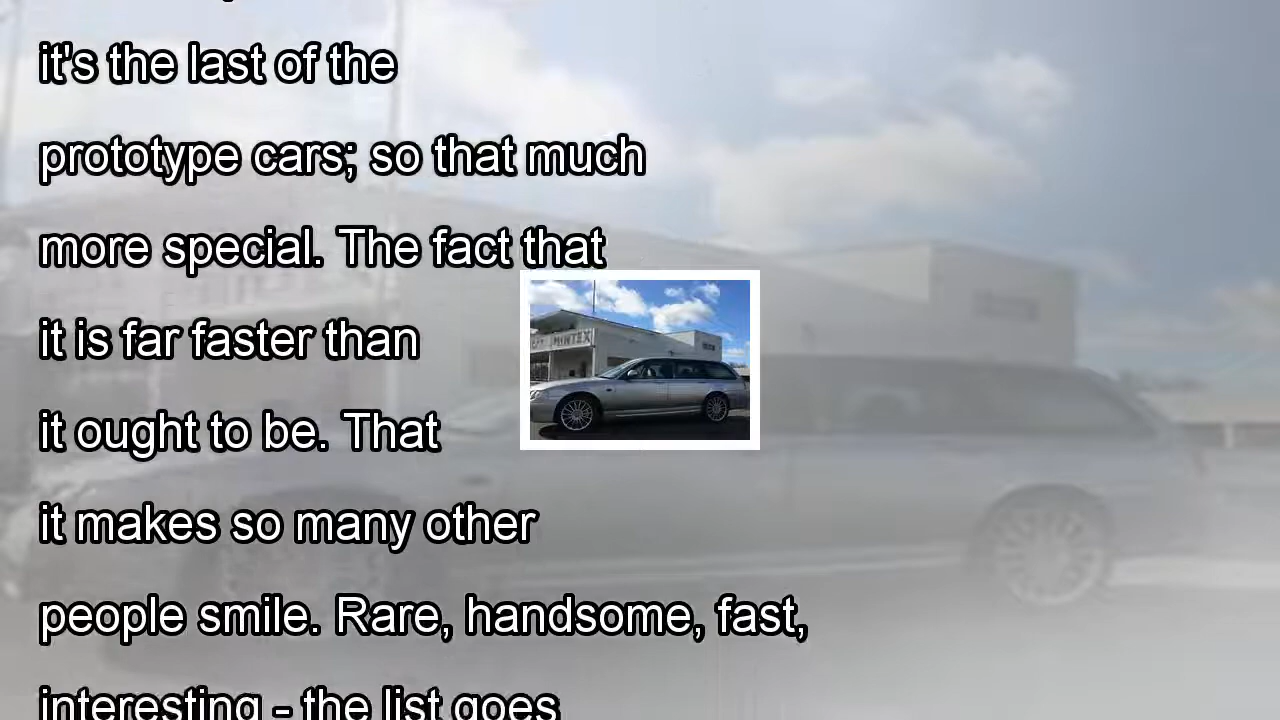 it's the last of the
prototype cars; so that much
more special. The fact that
it is far faster than
MINTEX
it ought to be. That
it makes so many other
people smile. Rare, handsome, fast,
interesting - the list goes